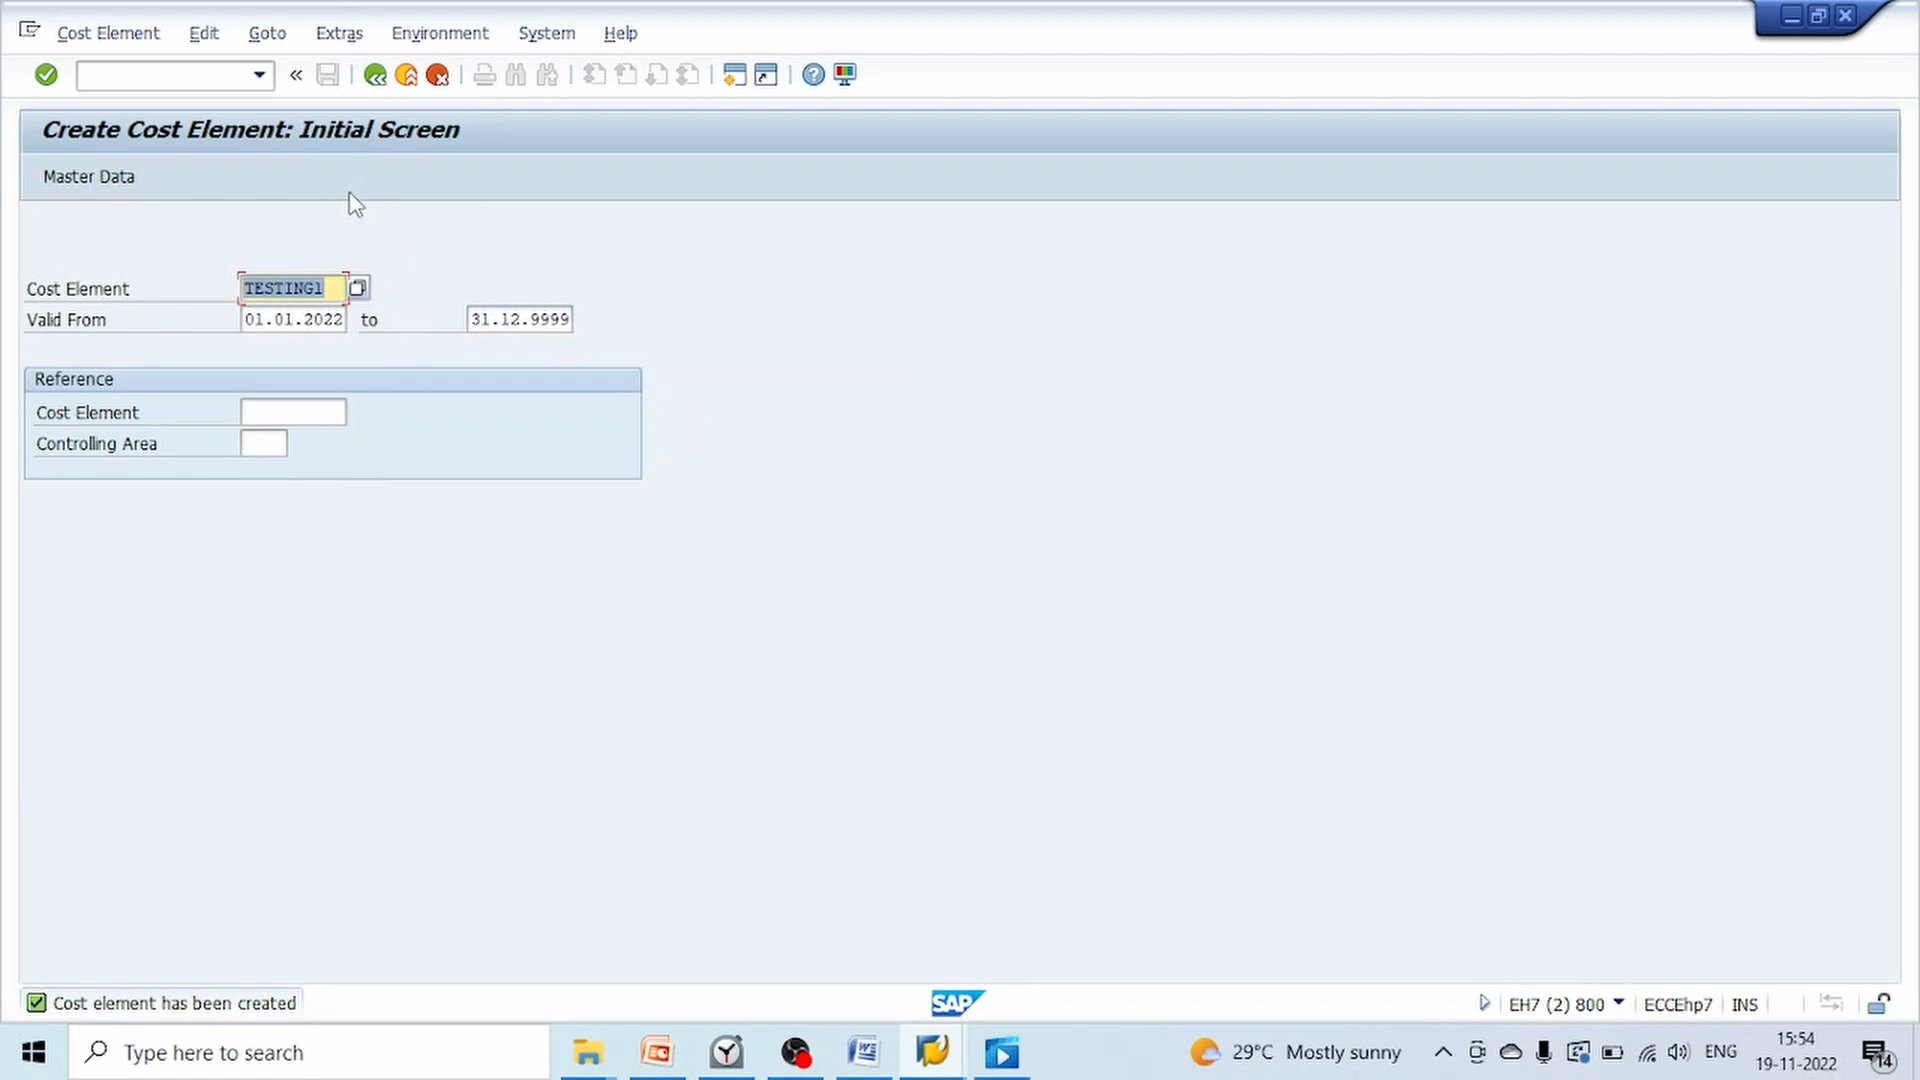 Cost Element Edit Goto Extras Environment System Help
Create Cost Element: Initial Screen
Master Data
Cost Element TESTING1
Valid From 01.01.2022 to 31.12.9999
Reference
Cost Element
Controlling Area
Cost element has been created SAP EH7 (2) 800 ECCEhp7 INS
Type here to search 29°C Mostly sunny ENG 15:54
19-11-2022 14